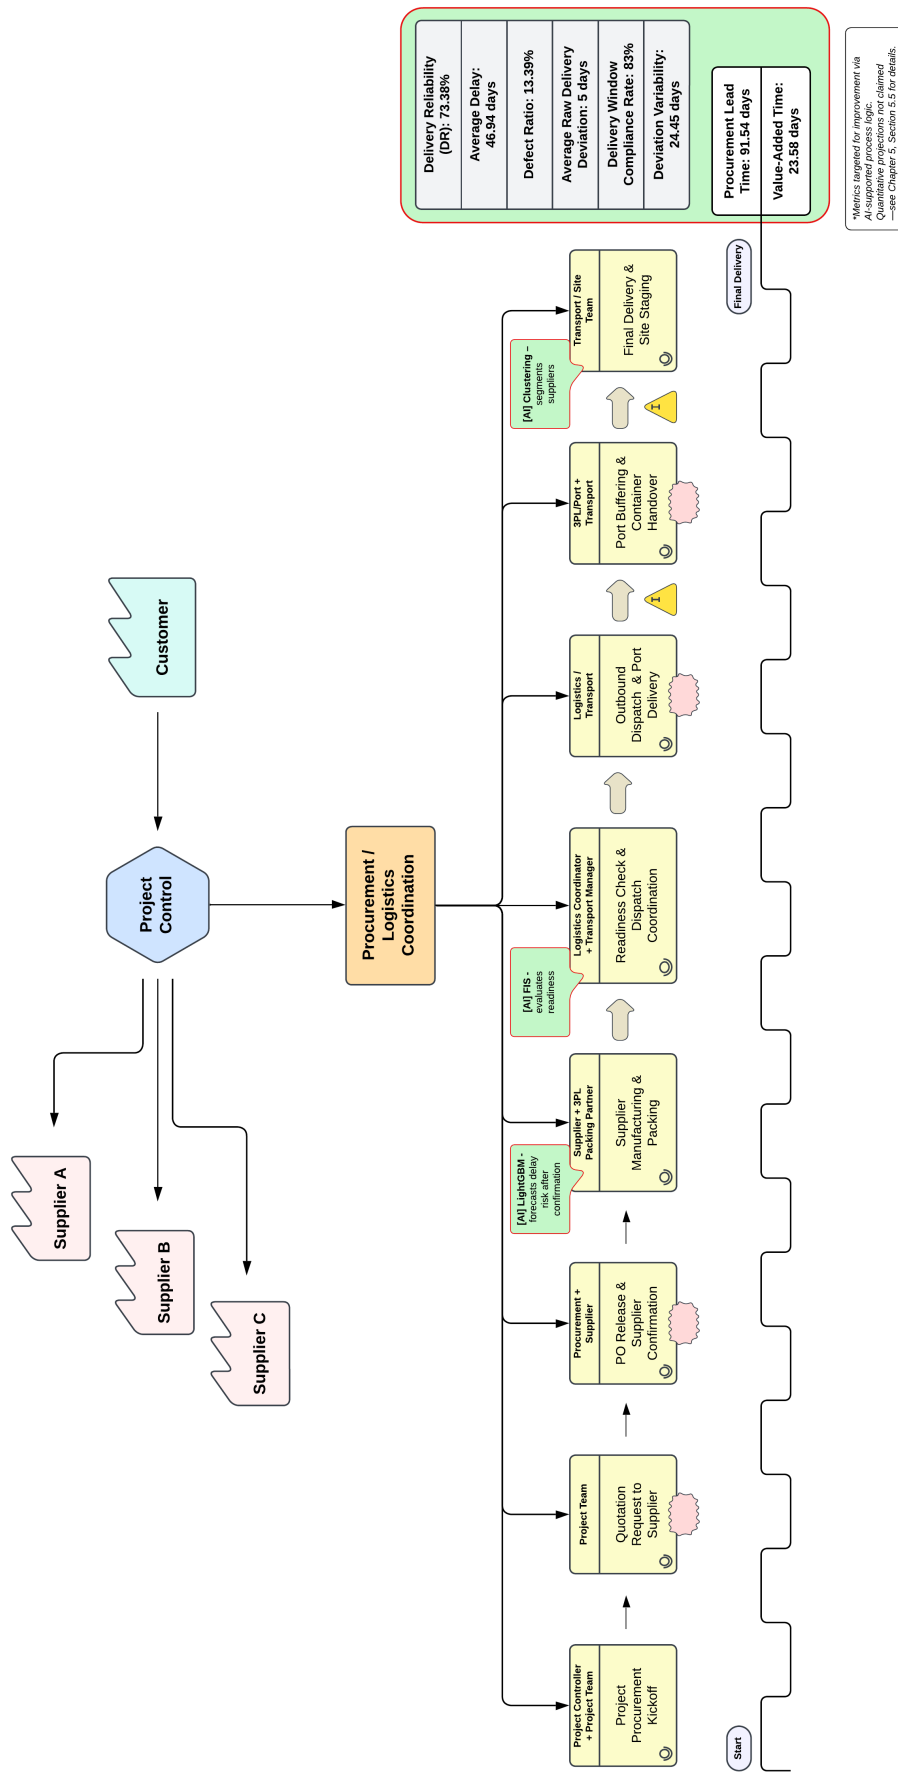 Supplier A
Supplier B
Supplier C
Project
Control
Customer
Procurement /
Logistics
Coordination
Project Controller
+ Project Team
Project
Procurement
Kickoff
Project Team
Quotation
Request to
Supplier
Procurement +
Supplier
PO Release &
Supplier
Confirmation
[AI] LightGBM -
forecasts delay
risk after
confirmation
Supplier + 3PL
Packing Partner
Supplier
Manufacturing &
Packing
[AI] FIS -
evaluates
readiness
Logistics Coordinator
+ Transport Manager
Readiness Check &
Dispatch
Coordination
Logistics /
Transport
Outbound
Dispatch & Port
Delivery
I
3PL/Port +
Transport
Port Buffering &
Container
Handover
I
[AI] Clustering –
segments
suppliers
Transport / Site
Team
Final Delivery &
Site Staging
Start
Final Delivery
Delivery Reliability
(DR): 73.38%
Average Delay:
46.94 days
Defect Ratio: 13.39%
Average Raw Delivery
Deviation: 5 days
Delivery Window
Compliance Rate: 83%
Deviation Variability:
24.45 days
Procurement Lead
Time: 91.54 days
Value-Added Time:
23.58 days
*Metrics targeted for improvement via
AI-supported process logic.
Quantitative projections not claimed
—see Chapter 5, Section 5.5 for details.